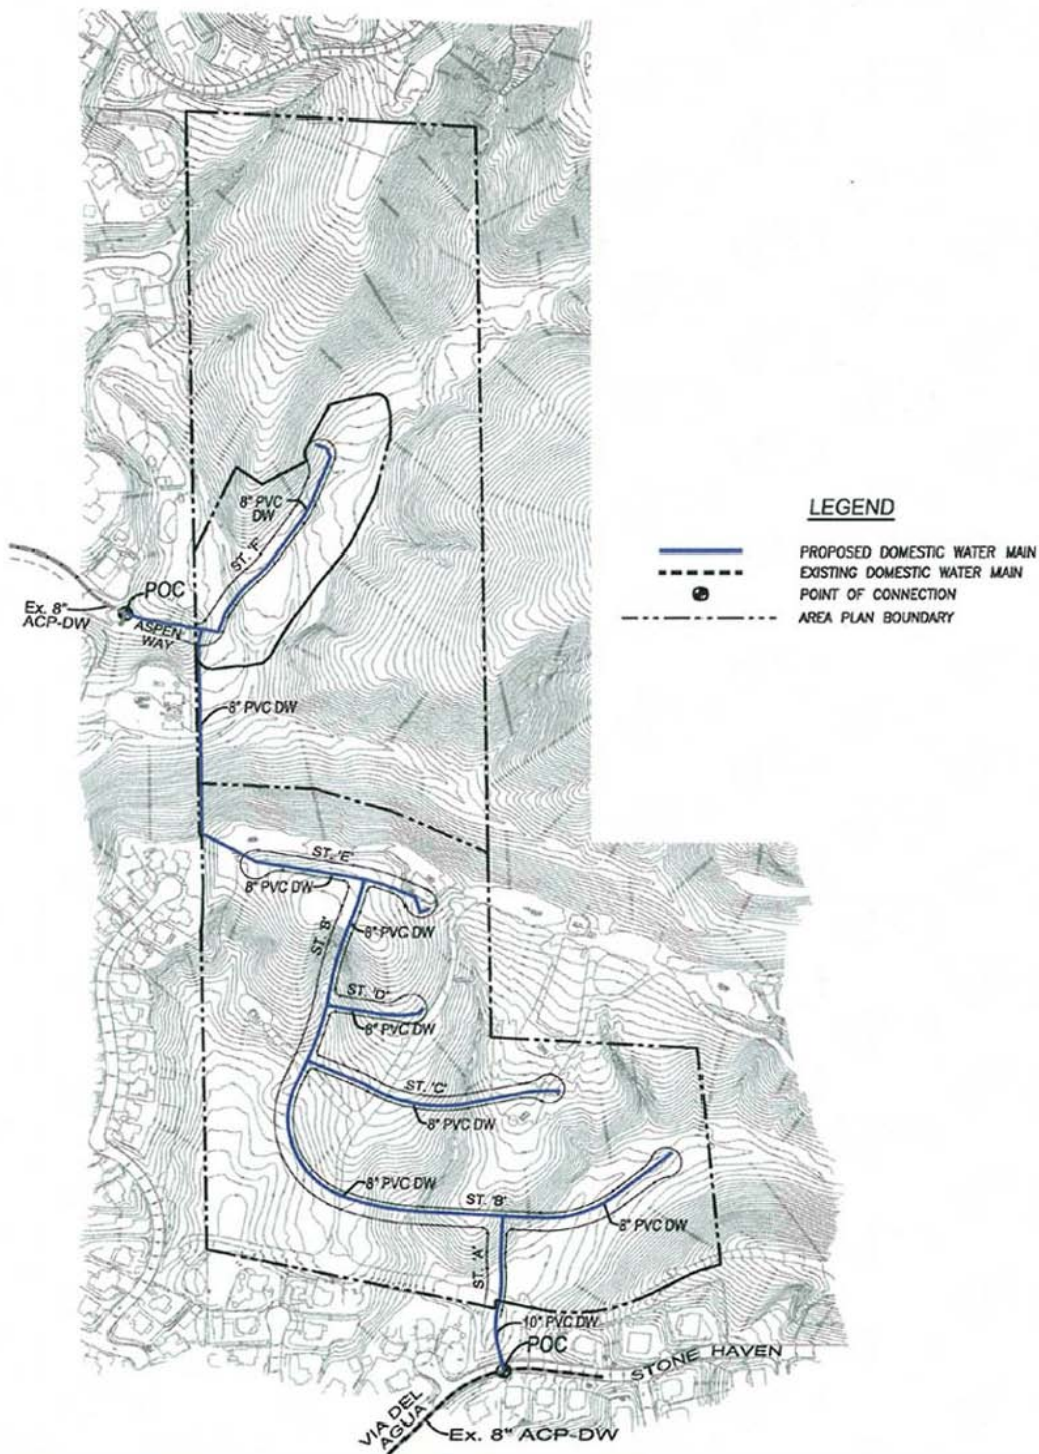 8" PVC
DW
ST. 'F'
POC
Ex. 8"
ACP-DW
ASPEN
WAY
8" PVC DW
LEGEND
PROPOSED DOMESTIC WATER MAIN
EXISTING DOMESTIC WATER MAIN
POINT OF CONNECTION
AREA PLAN BOUNDARY
ST. 'E'
8" PVC DW
ST. 'B'
8" PVC DW
ST. 'D'
8" PVC DW
ST. 'C'
8" PVC DW
8" PVC DW
ST. 'B'
8" PVC DW
ST. 'A'
10" PVC DW
POC
STONE HAVEN
VIA DEL
AGUA
Ex. 8" ACP-DW